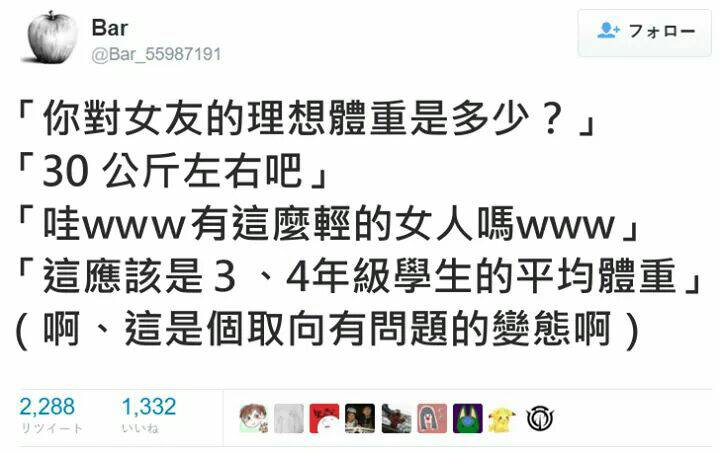 Bar
@Bar_55987191
フォロー
「你對女友的理想體重是多少？」
「30 公斤左右吧」
「哇www有這麼輕的女人嗎www」
「這應該是３、4年級學生的平均體重」
（啊、這是個取向有問題的變態啊）
2,288 1,332
リツイート いいね